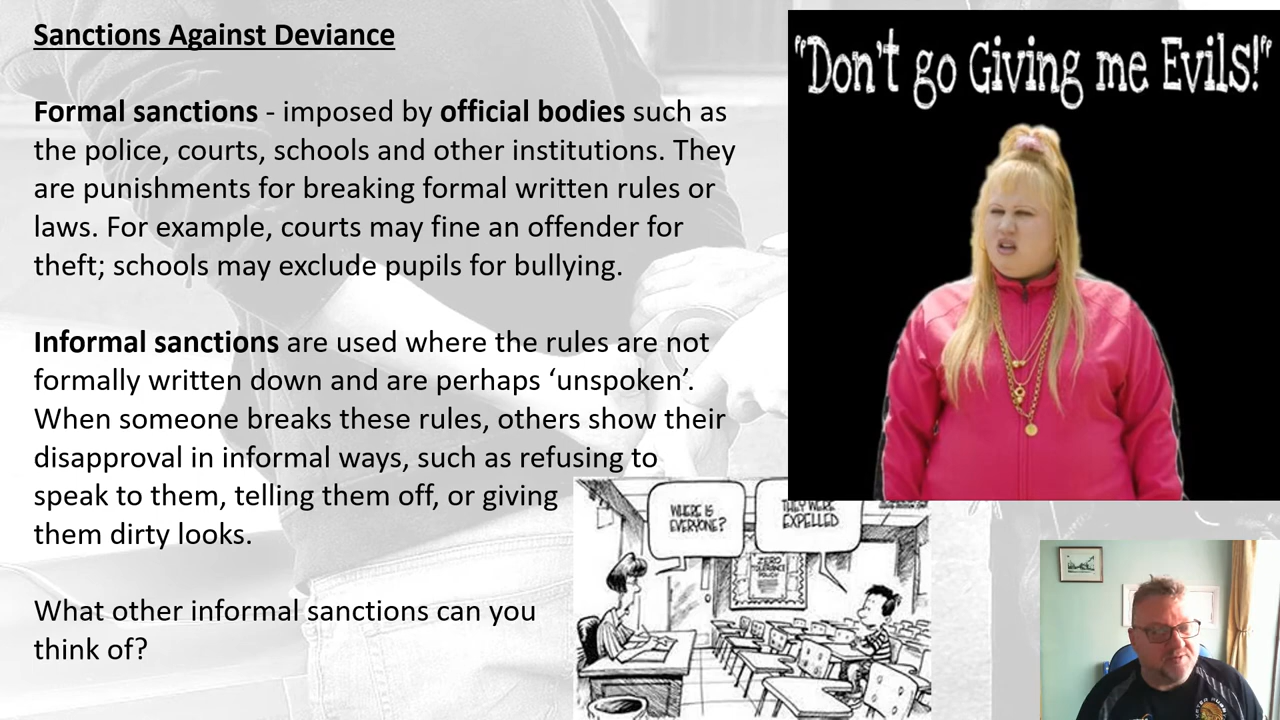 Sanctions Against Deviance
Formal sanctions - imposed by official bodies such as
the police, courts, schools and other institutions. They
are punishments for breaking formal written rules or
laws. For example, courts may fine an offender for
theft; schools may exclude pupils for bullying.
Informal sanctions are used where the rules are not
formally written down and are perhaps ‘unspoken’.
When someone breaks these rules, others show their
disapproval in informal ways, such as refusing to
speak to them, telling them off, or giving
them dirty looks.
What other informal sanctions can you
think of?
"Don't go Giving me Evils!"
WHERE IS
EVERYONE?
THEY WERE
EXPELLED
ZERO
TOLERANCE
POLICY